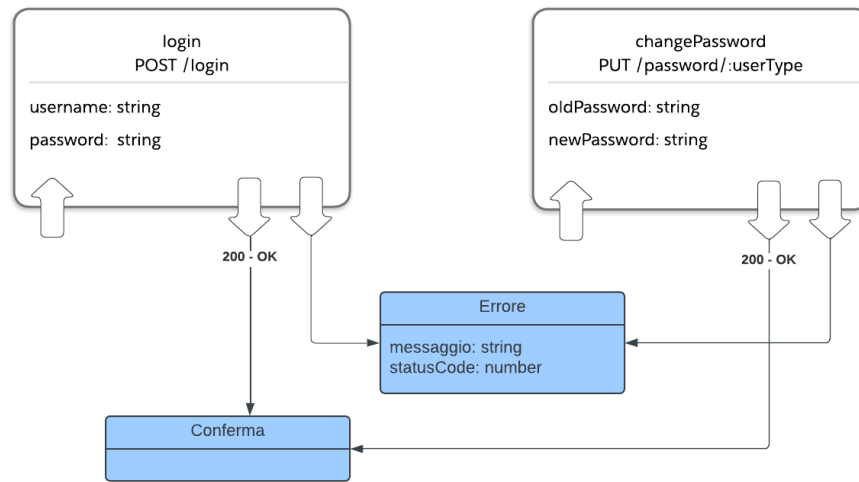 login
POST /login
username: string
password: string
changePassword
PUT /password/:userType
oldPassword: string
newPassword: string
200 - OK
200 - OK
Errore
messaggio: string
statusCode: number
Conferma